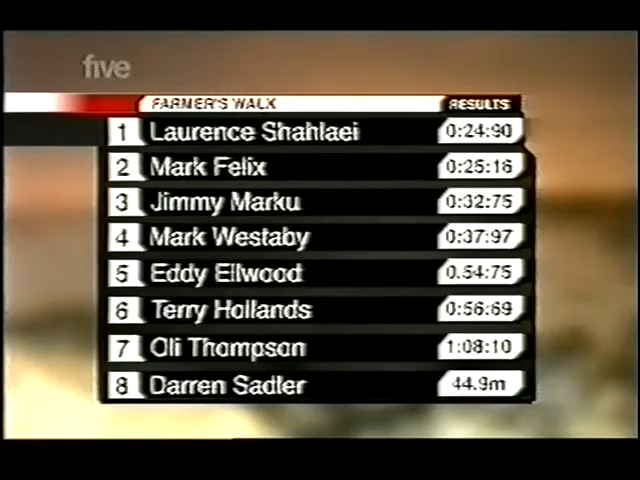 five
FARMER'S WALK RESULTS
1 Laurence Shahlaei 0:24:90
2 Mark Felix 0:25:16
3 Jimmy Marku 0:32:75
4 Mark Westaby 0:37:97
5 Eddy Ellwood 0.54:75
6 Terry Hollands 0:56:69
7 Oli Thompson 1:08:10
8 Darren Sadler 44.9m